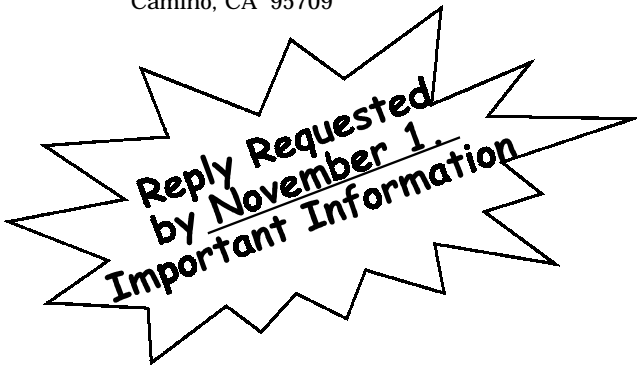 Camino, CA  95709
Reply Requested
by November 1.
Important Information